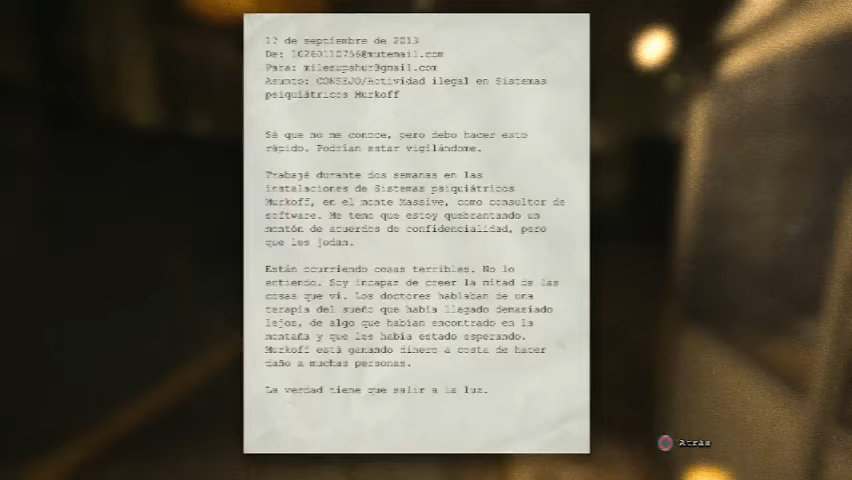 17 de septiembre de 2013
De: 10260110756@mutemail.com
Para: milesupshur@gmail.com
Asunto: CONSEJO/Actividad ilegal en Sistemas
psiquiátricos Murkoff
Sé que no me conoce, pero debo hacer esto
rápido. Podrían estar vigilándome.
Trabajé durante dos semanas en las
instalaciones de Sistemas psiquiátricos
Murkoff, en el monte Massive, como consultor de
software. Me temo que estoy quebrantando un
montón de acuerdos de confidencialidad, pero
que les jodan.
Están ocurriendo cosas terribles. No lo
entiendo. Soy incapaz de creer la mitad de las
cosas que vi. Los doctores hablaban de una
terapia del sueño que había llegado demasiado
lejos, de algo que habían encontrado en la
montaña y que les había estado esperando.
Murkoff está ganando dinero a costa de hacer
daño a muchas personas.
La verdad tiene que salir a la luz.
Atrás